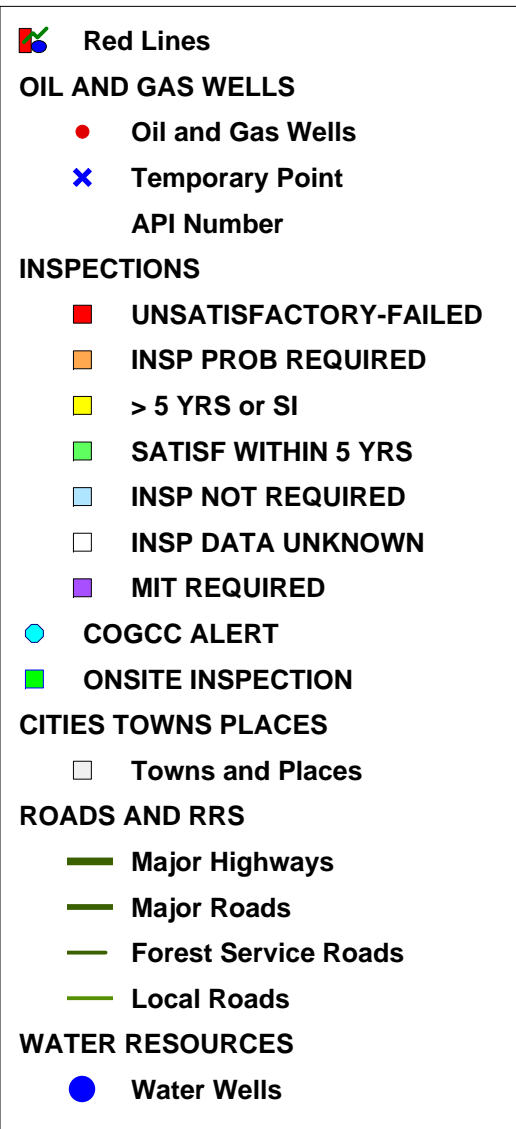 Red Lines
OIL AND GAS WELLS
Oil and Gas Wells
Temporary Point
API Number
INSPECTIONS
UNSATISFACTORY-FAILED
INSP PROB REQUIRED
> 5 YRS or SI
SATISF WITHIN 5 YRS
INSP NOT REQUIRED
INSP DATA UNKNOWN
MIT REQUIRED
COGCC ALERT
ONSITE INSPECTION
CITIES TOWNS PLACES
Towns and Places
ROADS AND RRS
Major Highways
Major Roads
Forest Service Roads
Local Roads
WATER RESOURCES
Water Wells